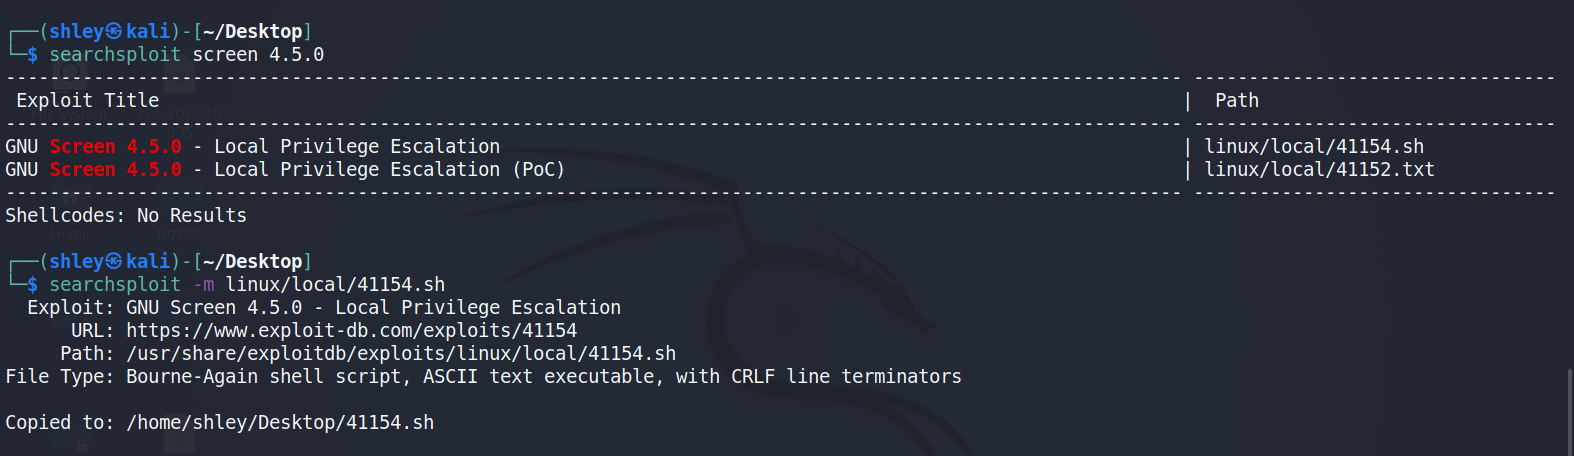 ┌──(shley㉿kali)-[~/Desktop]
└─$ searchsploit screen 4.5.0
---------------------------------------------------------------------------------------------------------- ---------------------------------
 Exploit Title | Path
---------------------------------------------------------------------------------------------------------- ---------------------------------
GNU Screen 4.5.0 - Local Privilege Escalation | linux/local/41154.sh
GNU Screen 4.5.0 - Local Privilege Escalation (PoC) | linux/local/41152.txt
---------------------------------------------------------------------------------------------------------- ---------------------------------
Shellcodes: No Results
Home
fuzzdb
┌──(shley㉿kali)-[~/Desktop]
└─$ searchsploit -m linux/local/41154.sh
  Exploit: GNU Screen 4.5.0 - Local Privilege Escalation
      URL: https://www.exploit-db.com/exploits/41154
     Path: /usr/share/exploitdb/exploits/linux/local/41154.sh
File Type: Bourne-Again shell script, ASCII text executable, with CRLF line terminators
Copied to: /home/shley/Desktop/41154.sh